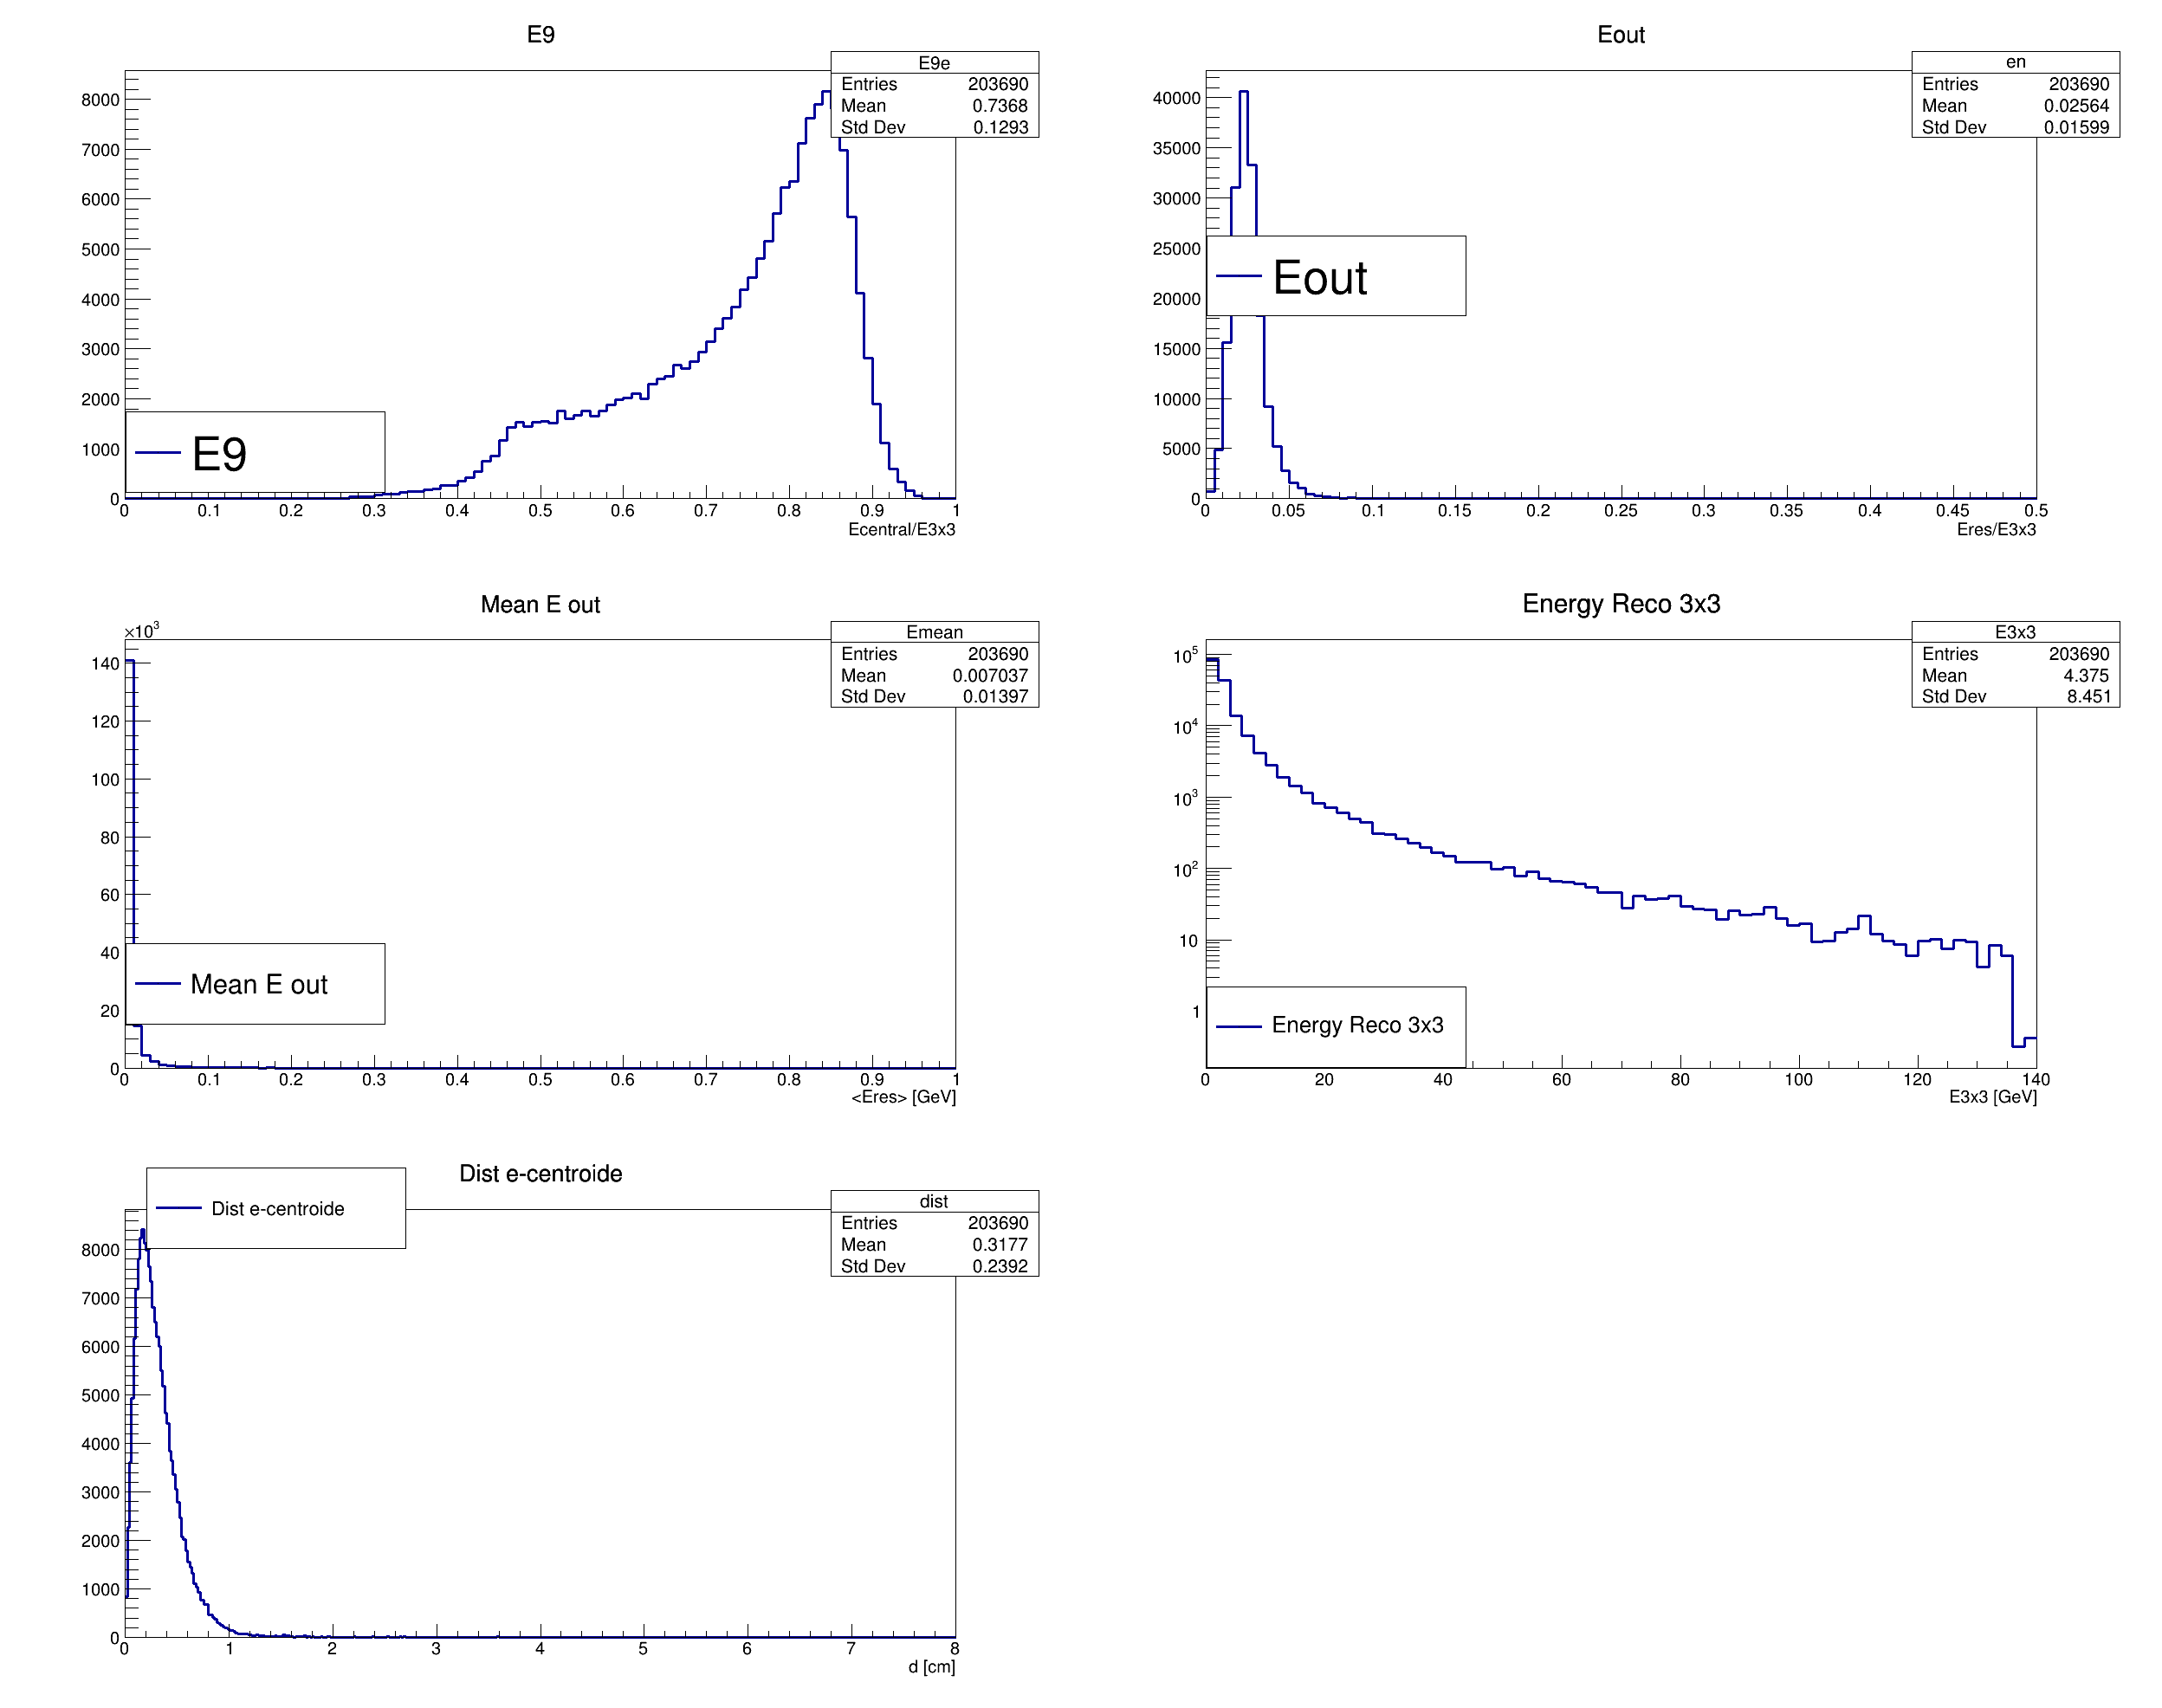 E9
E9e
Entries 203690
Mean 0.7368
Std Dev 0.1293
8000
7000
6000
5000
4000
3000
2000
1000
0
E9
0 0.1 0.2 0.3 0.4 0.5 0.6 0.7 0.8 0.9 1
Ecentral/E3x3
Eout
en
Entries 203690
Mean 0.02564
Std Dev 0.01599
40000
35000
30000
25000
20000
15000
10000
5000
0
Eout
0 0.05 0.1 0.15 0.2 0.25 0.3 0.35 0.4 0.45 0.5
Eres/E3x3
Mean E out
×10³
Emean
Entries 203690
Mean 0.007037
Std Dev 0.01397
140
120
100
80
60
40
20
0
Mean E out
0 0.1 0.2 0.3 0.4 0.5 0.6 0.7 0.8 0.9 1
<Eres> [GeV]
Energy Reco 3x3
E3x3
Entries 203690
Mean 4.375
Std Dev 8.451
10⁵
10⁴
10³
10²
10
1
Energy Reco 3x3
0 20 40 60 80 100 120 140
E3x3 [GeV]
Dist e-centroide
Dist e-centroide
dist
Entries 203690
Mean 0.3177
Std Dev 0.2392
8000
7000
6000
5000
4000
3000
2000
1000
0
0 1 2 3 4 5 6 7 8
d [cm]